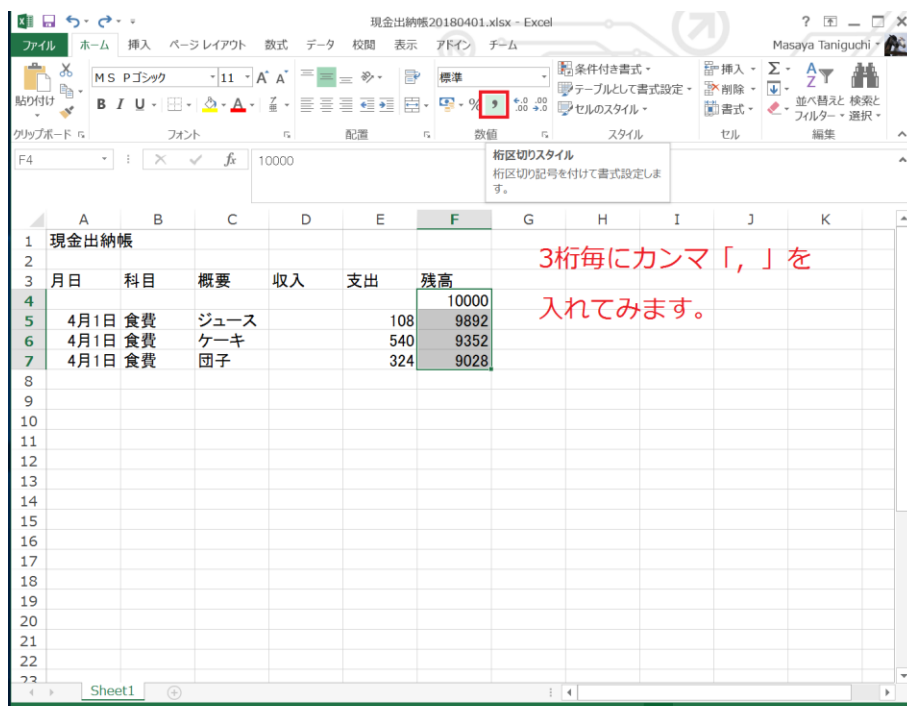 現金出納帳20180401.xlsx - Excel
ファイル ホーム 挿入 ページ レイアウト 数式 データ 校閲 表示 アドイン チーム Masaya Taniguchi
貼り付け
ＭＳ Ｐゴシック 11 A A
B I U A
標準
% ,
条件付き書式
テーブルとして書式設定
セルのスタイル
挿入
削除
書式
Σ
並べ替えと フィルター
検索と 選択
クリップボード フォント 配置 数値 スタイル セル 編集
F4 fx 10000
桁区切りスタイル
桁区切り記号を付けて書式設定しま
す。
A B C D E F G H I J K
1 現金出納帳
2
3 月日 科目 概要 収入 支出 残高
4 10000
5 4月1日 食費 ジュース 108 9892
6 4月1日 食費 ケーキ 540 9352
7 4月1日 食費 団子 324 9028
3桁毎にカンマ「，」を
入れてみます。
8
9
10
11
12
13
14
15
16
17
18
19
20
21
22
23
Sheet1